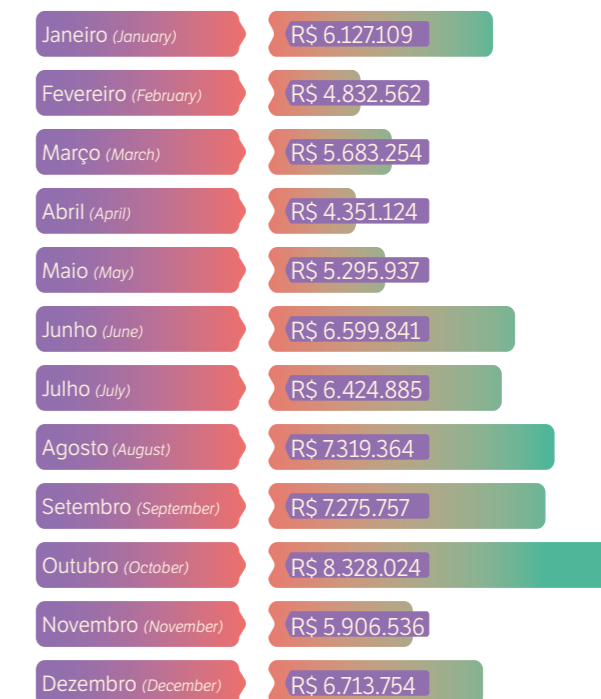 Janeiro (January) R$ 6.127.109
Fevereiro (February) R$ 4.832.562
Março (March) R$ 5.683.254
Abril (April) R$ 4.351.124
Maio (May) R$ 5.295.937
Junho (June) R$ 6.599.841
Julho (July) R$ 6.424.885
Agosto (August) R$ 7.319.364
Setembro (September) R$ 7.275.757
Outubro (October) R$ 8.328.024
Novembro (November) R$ 5.906.536
Dezembro (December) R$ 6.713.754